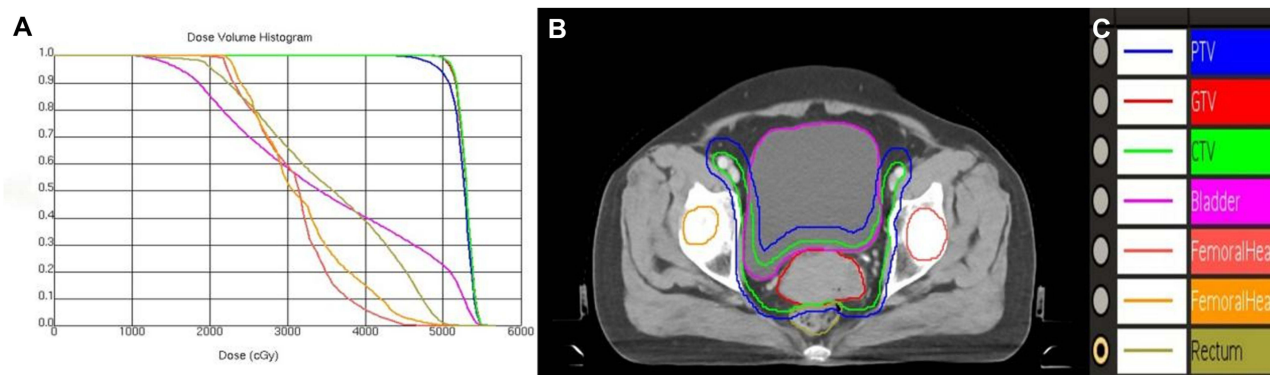 A
Dose Volume Histogram
1.0
0.9
0.8
0.7
0.6
0.5
0.4
0.3
0.2
0.1
0.0
0 1000 2000 3000 4000 5000 6000
Dose (cGy)
B
C
PTV
GTV
CTV
Bladder
FemoralHea
FemoralHea
Rectum